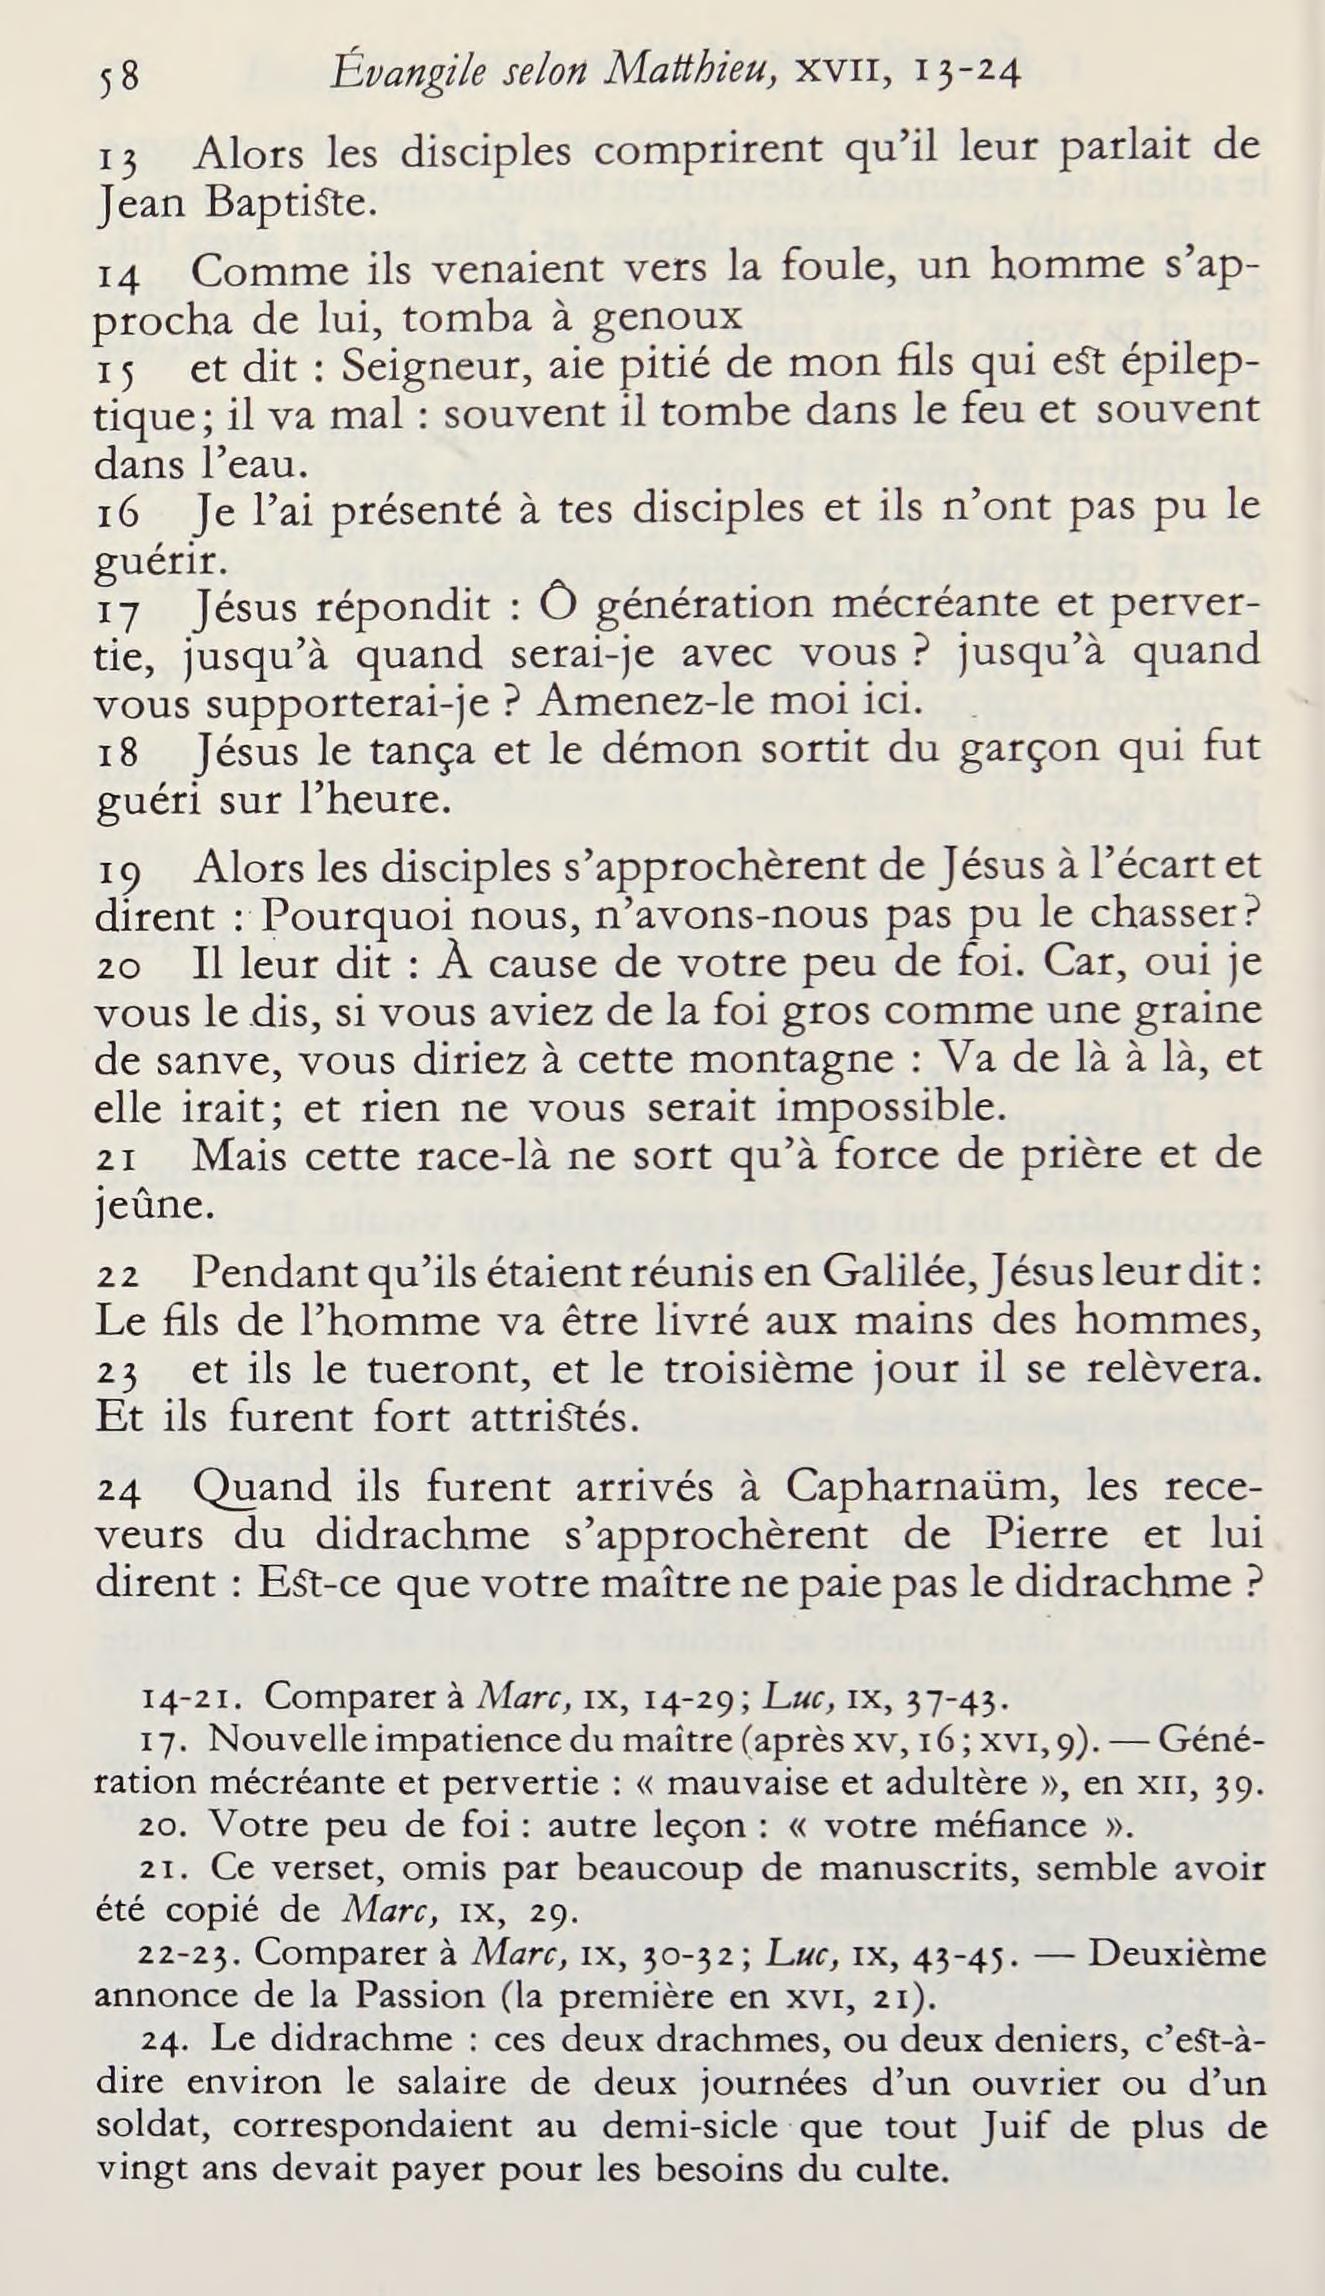 58 Évangile selon Matthieu, XVII, 13-24
13 Alors les disciples comprirent qu’il leur parlait de
Jean Baptiste.
14 Comme ils venaient vers la foule, un homme s’ap-
procha de lui, tomba à genoux
15 et dit : Seigneur, aie pitié de mon fils qui est épilep-
tique; il va mal : souvent il tombe dans le feu et souvent
dans l’eau.
16 Je l’ai présenté à tes disciples et ils n’ont pas pu le
guérir.
17 Jésus répondit : Ô génération mécréante et perver-
tie, jusqu’à quand serai-je avec vous ? jusqu’à quand
vous supporterai-je ? Amenez-le moi ici.
18 Jésus le tança et le démon sortit du garçon qui fut
guéri sur l’heure.
19 Alors les disciples s’approchèrent de Jésus à l’écart et
dirent : Pourquoi nous, n’avons-nous pas pu le chasser?
20 Il leur dit : À cause de votre peu de foi. Car, oui je
vous le dis, si vous aviez de la foi gros comme une graine
de sanve, vous diriez à cette montagne : Va de là à là, et
elle irait; et rien ne vous serait impossible.
21 Mais cette race-là ne sort qu’à force de prière et de
jeûne.
22 Pendant qu’ils étaient réunis en Galilée, Jésus leur dit :
Le fils de l’homme va être livré aux mains des hommes,
23 et ils le tueront, et le troisième jour il se relèvera.
Et ils furent fort attristés.
24 Quand ils furent arrivés à Capharnaüm, les rece-
veurs du didrachme s’approchèrent de Pierre et lui
dirent : Est-ce que votre maître ne paie pas le didrachme ?
14-21. Comparer à Marc, IX, 14-29; Luc, IX, 37-43.
17. Nouvelle impatience du maître (après XV, 16; XVI, 9). — Géné-
ration mécréante et pervertie : « mauvaise et adultère », en XII, 39.
20. Votre peu de foi : autre leçon : « votre méfiance ».
21. Ce verset, omis par beaucoup de manuscrits, semble avoir
été copié de Marc, IX, 29.
22-23. Comparer à Marc, IX, 30-32; Luc, IX, 43-45. — Deuxième
annonce de la Passion (la première en XVI, 21).
24. Le didrachme : ces deux drachmes, ou deux deniers, c’est-à-
dire environ le salaire de deux journées d’un ouvrier ou d’un
soldat, correspondaient au demi-sicle que tout Juif de plus de
vingt ans devait payer pour les besoins du culte.